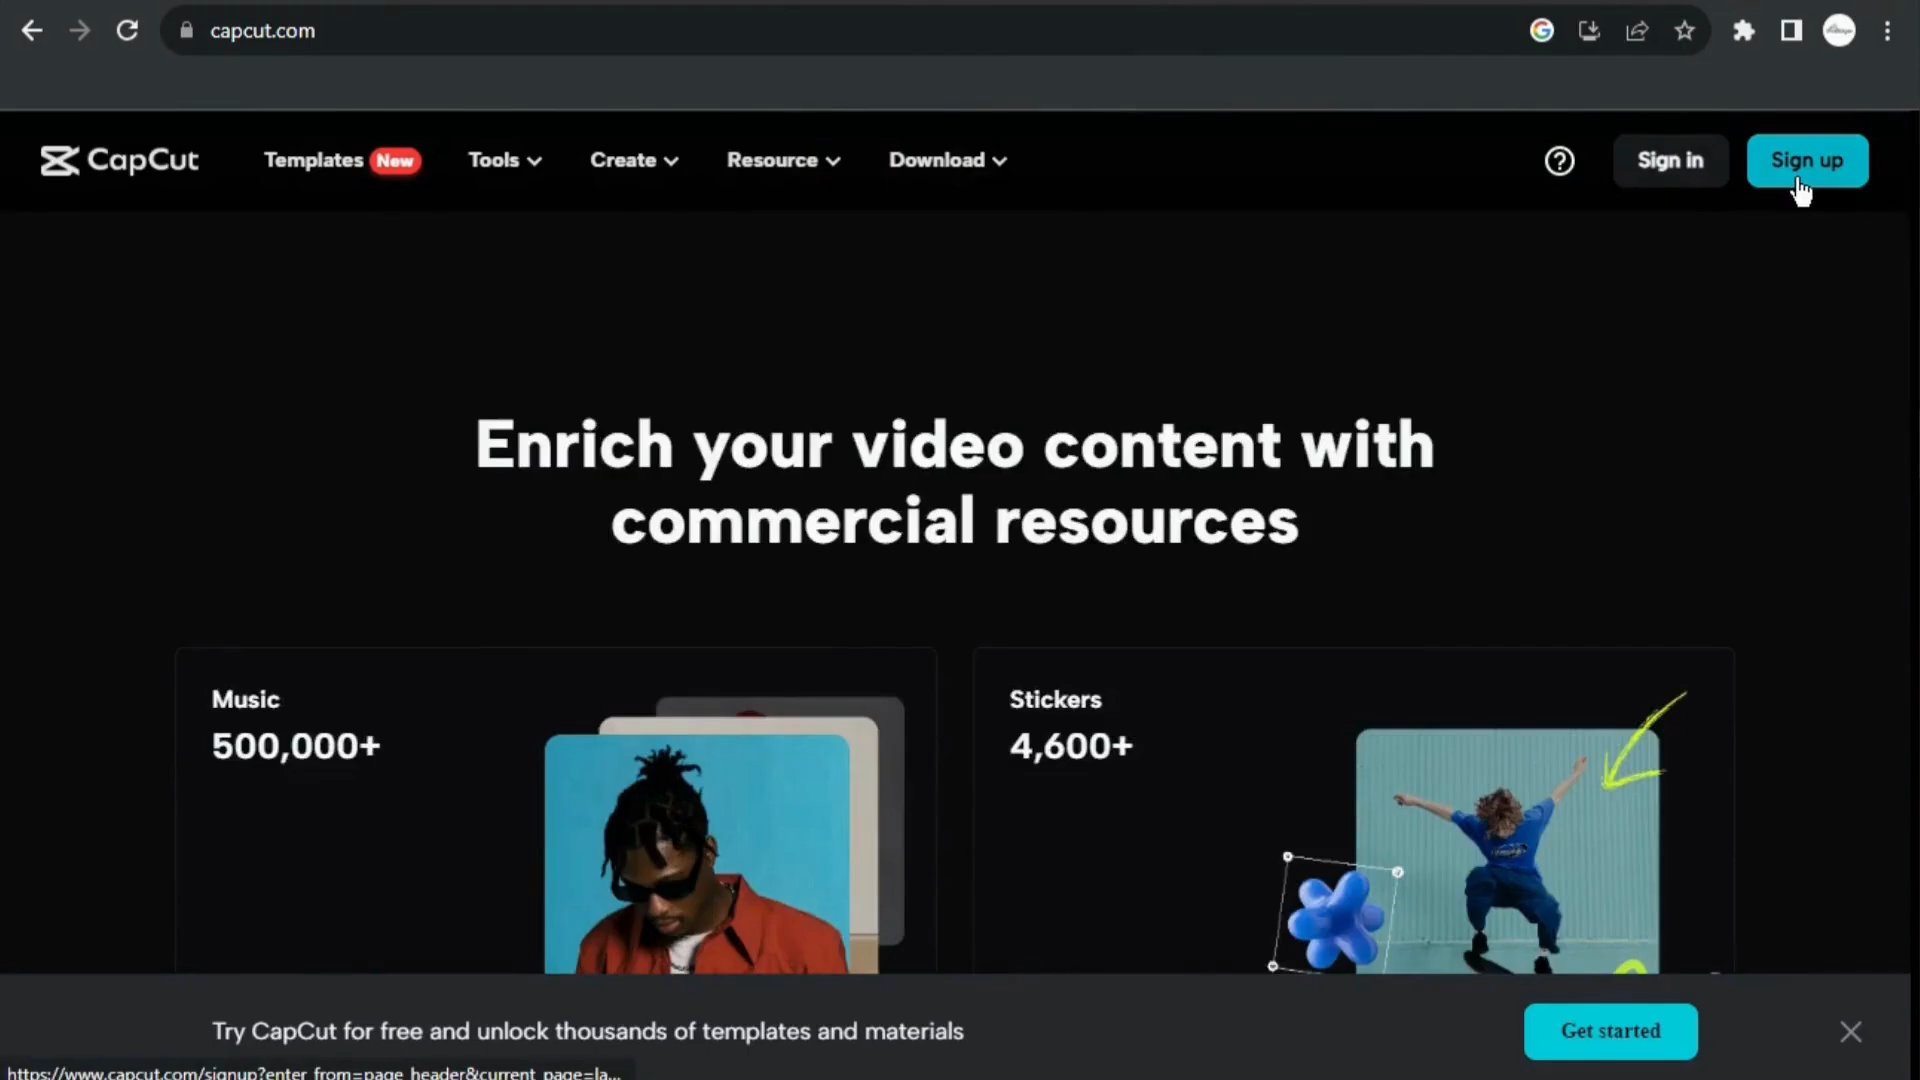 capcut.com
CapCut Templates New Tools Create Resource Download Sign in Sign up
Enrich your video content with
commercial resources
Music
500,000+
Stickers
4,600+
Try CapCut for free and unlock thousands of templates and materials
Get started
https://www.capcut.com/signup?enter_from=page_header&current_page=la...